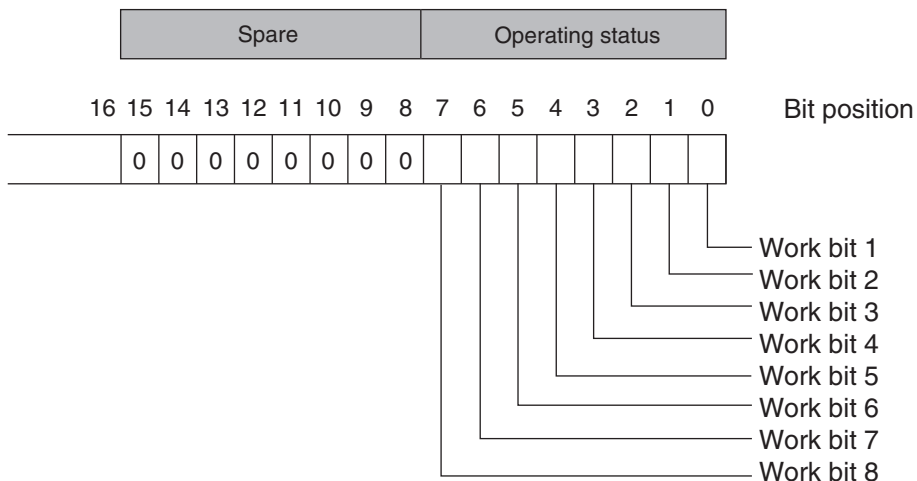 Spare Operating status
16 15 14 13 12 11 10 9 8 7 6 5 4 3 2 1 0 Bit position
0 0 0 0 0 0 0 0
Work bit 1
Work bit 2
Work bit 3
Work bit 4
Work bit 5
Work bit 6
Work bit 7
Work bit 8